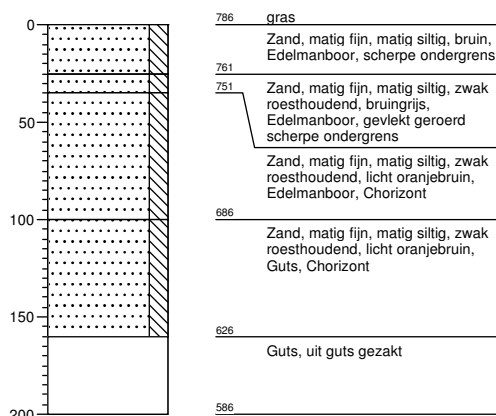 0
50
100
150
200
786 gras
Zand, matig fijn, matig siltig, bruin,
Edelmanboor, scherpe ondergrens
761
751 Zand, matig fijn, matig siltig, zwak
roesthoudend, bruingrijs,
Edelmanboor, gevlekt geroerd
scherpe ondergrens
Zand, matig fijn, matig siltig, zwak
roesthoudend, licht oranjebruin,
Edelmanboor, Chorizont
686
Zand, matig fijn, matig siltig, zwak
roesthoudend, licht oranjebruin,
Guts, Chorizont
626
Guts, uit guts gezakt
586